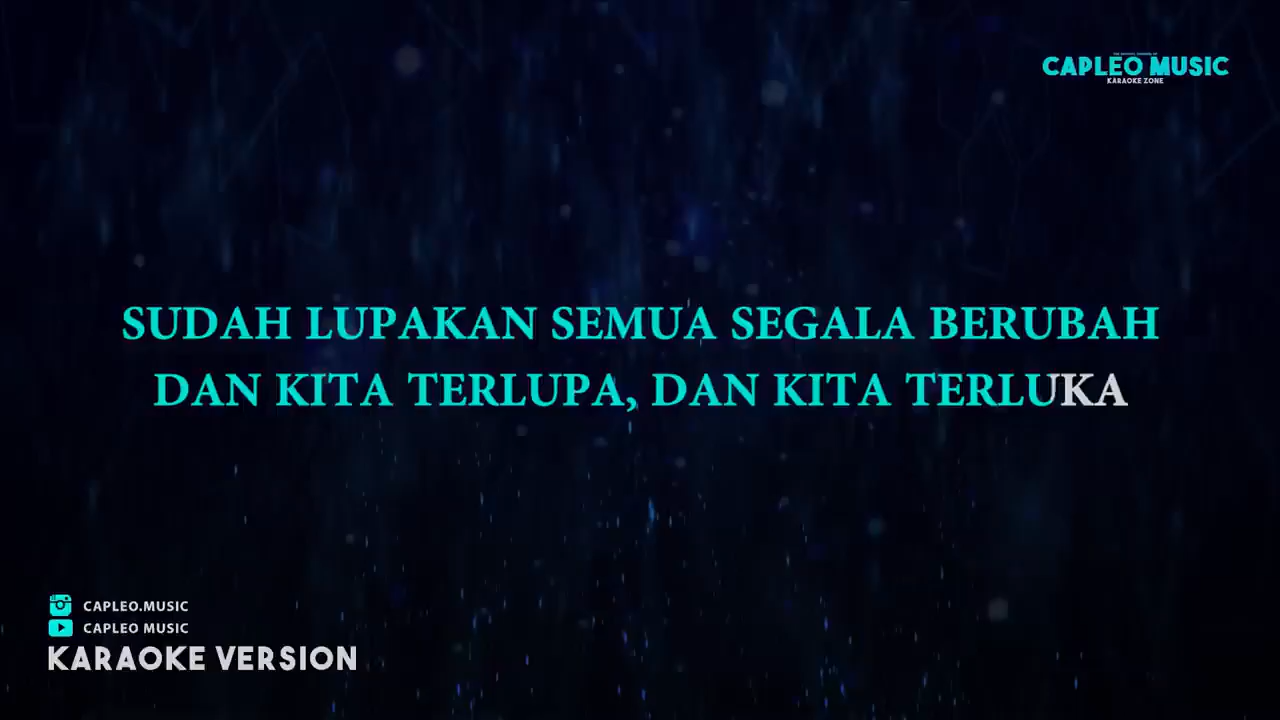 CAPLEO MUSIC
KARAOKE ZONE
SUDAH LUPAKAN SEMUA SEGALA BERUBAH
DAN KITA TERLUPA, DAN KITA TERLUKA
CAPLEO.MUSIC
CAPLEO MUSIC
KARAOKE VERSION